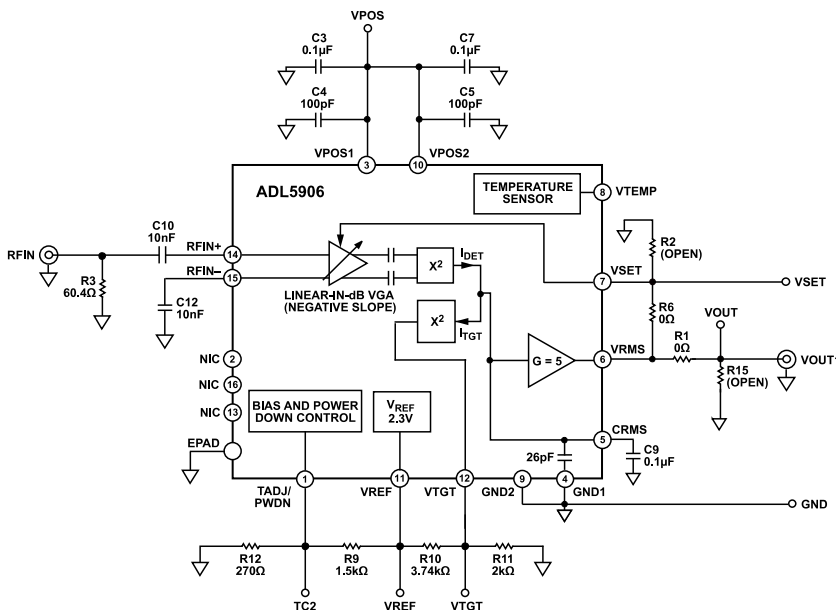 VPOS
C3
0.1µF
C7
0.1µF
C4
100pF
C5
100pF
VPOS1
VPOS2
3
10
ADL5906
TEMPERATURE
SENSOR
8
VTEMP
C10
10nF
RFIN+
RFIN
14
R3
60.4Ω
RFIN–
15
C12
10nF
LINEAR-IN-dB VGA
(NEGATIVE SLOPE)
X²
I_DET
X²
I_TGT
R2
(OPEN)
7
VSET
VSET
R6
0Ω
VOUT
R1
0Ω
G = 5
6
VRMS
VOUT1
R15
(OPEN)
NIC
2
NIC
16
NIC
13
EPAD
BIAS AND POWER
DOWN CONTROL
V_REF
2.3V
26pF
5
CRMS
C9
0.1µF
1
11
12
9
4
TADJ/
PWDN
VREF
VTGT
GND2
GND1
GND
R12
270Ω
R9
1.5kΩ
R10
3.74kΩ
R11
2kΩ
TC2
VREF
VTGT